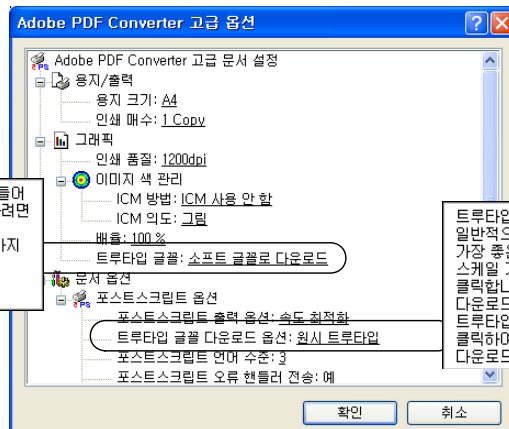 Adobe PDF Converter 고급 옵션
Adobe PDF Converter 고급 문서 설정
용지/출력
용지 크기: A4
인쇄 매수: 1 Copy
그래픽
인쇄 품질: 1200dpi
이미지 색 관리
ICM 방법: ICM 사용 안 함
ICM 의도: 그림
배율: 100 %
트루타입 글꼴: 소프트 글꼴로 다운로드
문서 옵션
포스트스크립트 옵션
포스트스크립트 출력 옵션: 속도 최적화
트루타입 글꼴 다운로드 옵션: 원시 트루타입
포스트스크립트 언어 수준: 3
포스트스크립트 오류 핸들러 전송: 예
들어
려면
까지
트루타입
일반적으
가장 좋은
스케일
클릭합니
다운로드
트루타입
클릭하여
다운로드
확인
취소